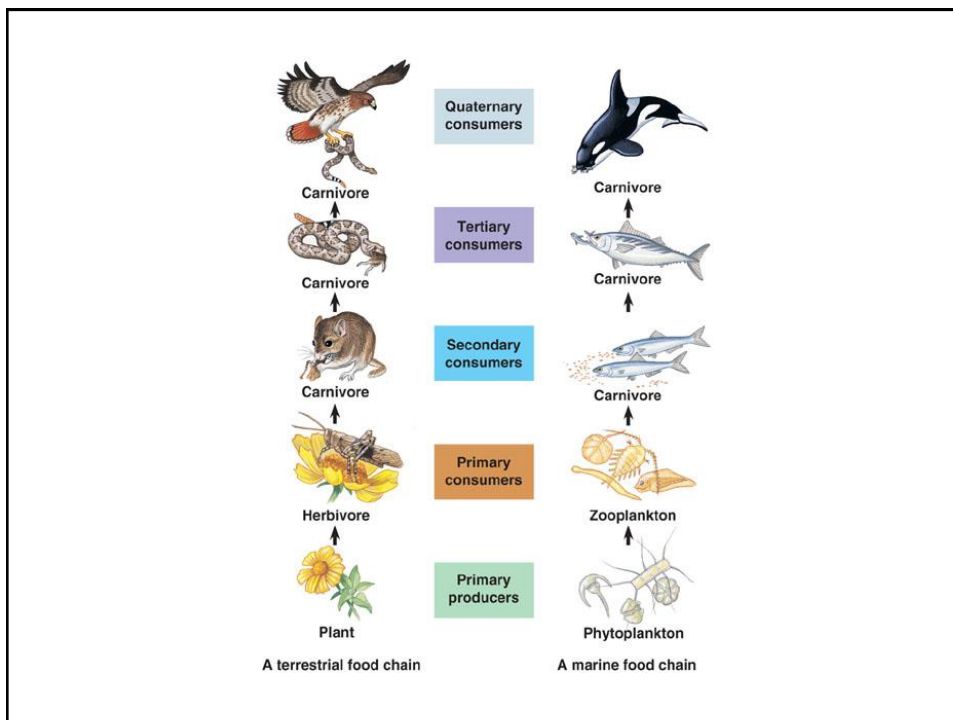 Quaternary
consumers
Carnivore
Carnivore
Tertiary
consumers
Carnivore
Carnivore
Secondary
consumers
Carnivore
Carnivore
Primary
consumers
Herbivore
Zooplankton
Primary
producers
Plant
Phytoplankton
A terrestrial food chain
A marine food chain